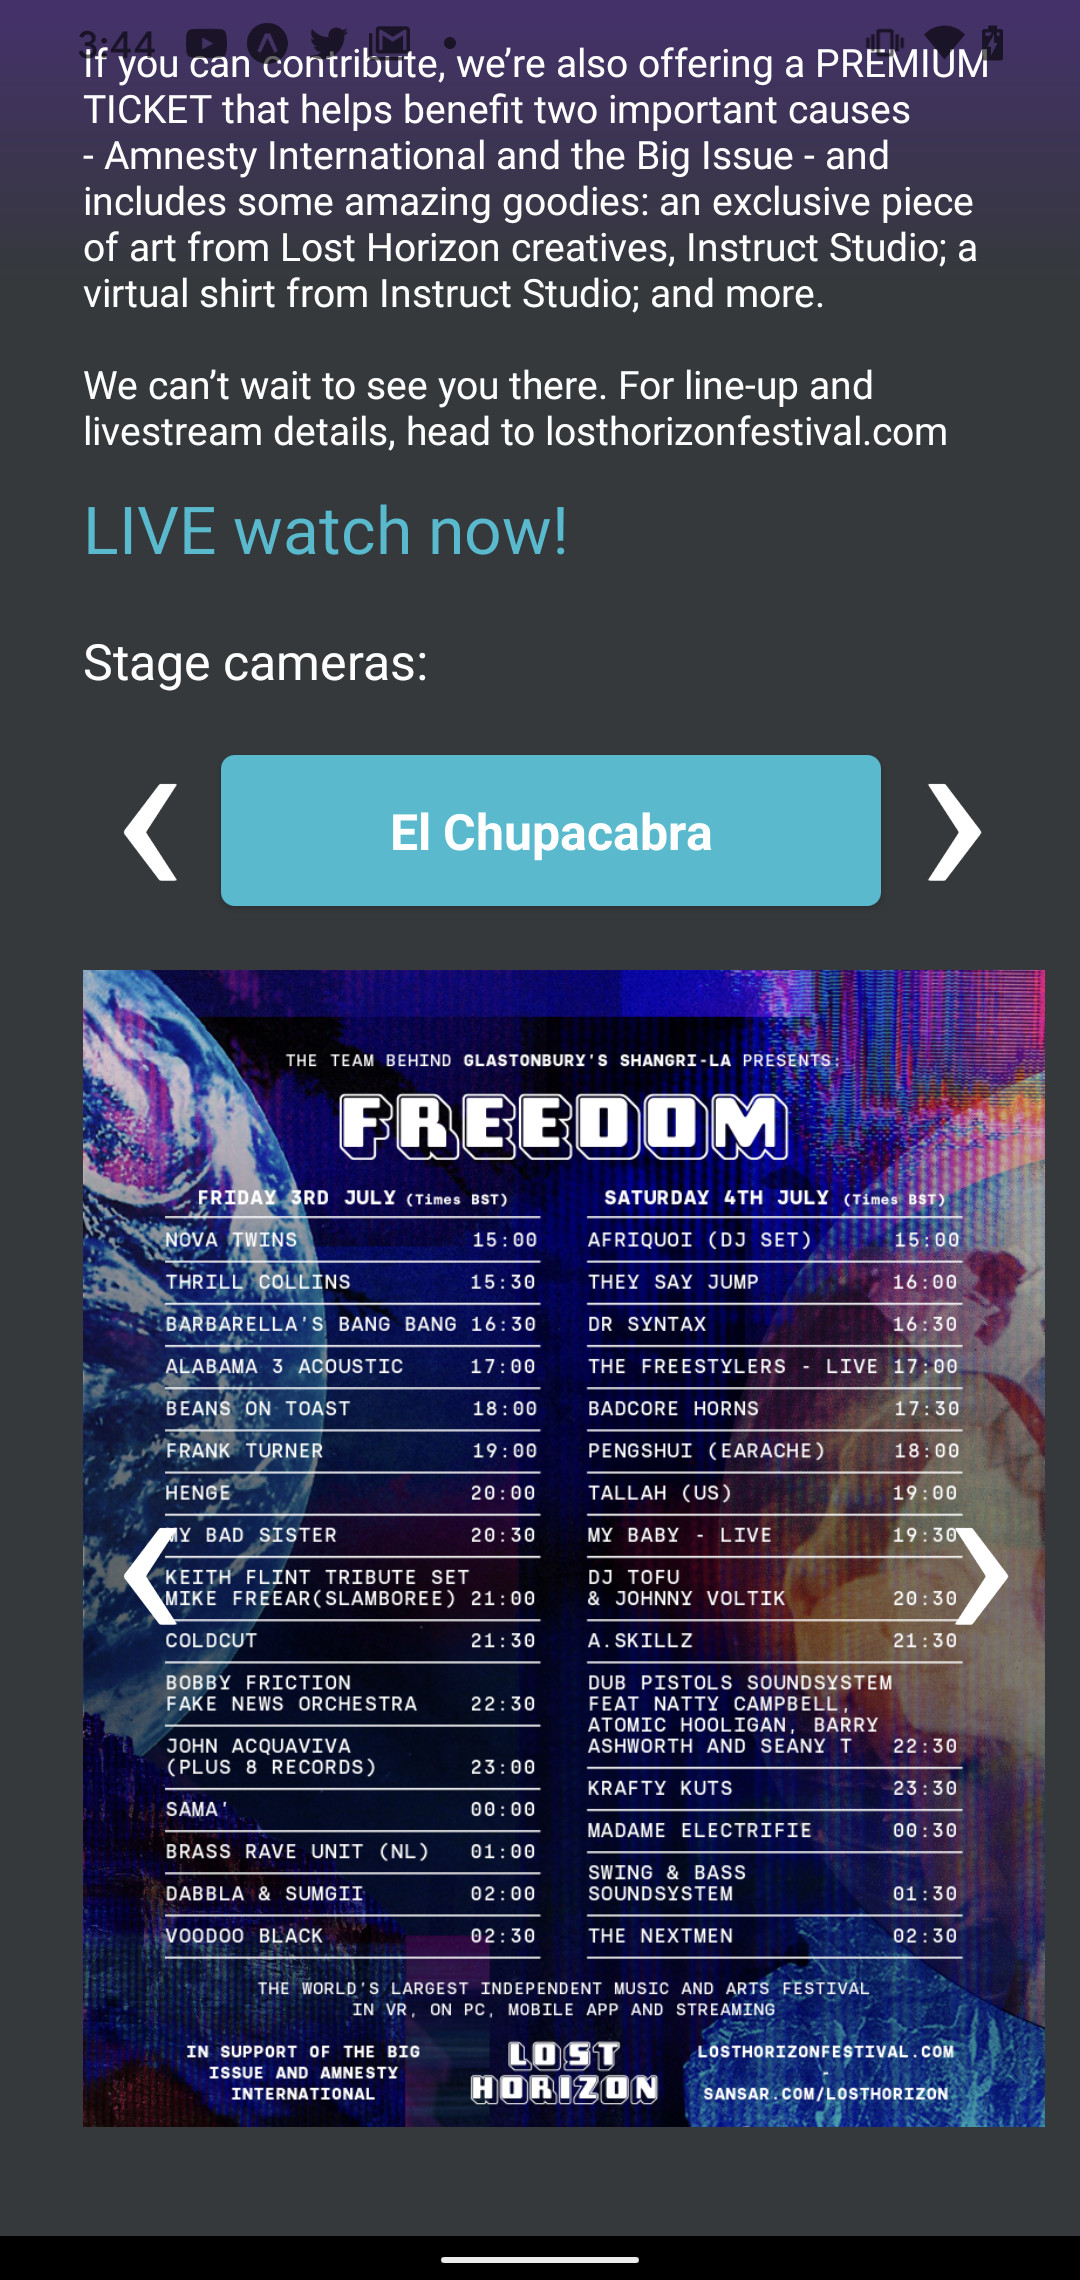 3:44
If you can contribute, we’re also offering a PREMIUM
TICKET that helps benefit two important causes
- Amnesty International and the Big Issue - and
includes some amazing goodies: an exclusive piece
of art from Lost Horizon creatives, Instruct Studio; a
virtual shirt from Instruct Studio; and more.
We can’t wait to see you there. For line-up and
livestream details, head to losthorizonfestival.com
LIVE watch now!
Stage cameras:
❮ El Chupacabra ❯
THE TEAM BEHIND GLASTONBURY'S SHANGRI-LA PRESENTS:
FREEDOM
FRIDAY 3RD JULY (Times BST)
NOVA TWINS 15:00
THRILL COLLINS 15:30
BARBARELLA'S BANG BANG 16:30
ALABAMA 3 ACOUSTIC 17:00
BEANS ON TOAST 18:00
FRANK TURNER 19:00
HENGE 20:00
MY BAD SISTER 20:30
KEITH FLINT TRIBUTE SET
MIKE FREEAR(SLAMBOREE) 21:00
COLDCUT 21:30
BOBBY FRICTION
FAKE NEWS ORCHESTRA 22:30
JOHN ACQUAVIVA
(PLUS 8 RECORDS) 23:00
SAMA' 00:00
BRASS RAVE UNIT (NL) 01:00
DABBLA & SUMGII 02:00
VOODOO BLACK 02:30
SATURDAY 4TH JULY (Times BST)
AFRIQUOI (DJ SET) 15:00
THEY SAY JUMP 16:00
DR SYNTAX 16:30
THE FREESTYLERS - LIVE 17:00
BADCORE HORNS 17:30
PENGSHUI (EARACHE) 18:00
TALLAH (US) 19:00
MY BABY - LIVE 19:30
DJ TOFU
& JOHNNY VOLTIK 20:30
A.SKILLZ 21:30
DUB PISTOLS SOUNDSYSTEM
FEAT NATTY CAMPBELL,
ATOMIC HOOLIGAN, BARRY
ASHWORTH AND SEANY T 22:30
KRAFTY KUTS 23:30
MADAME ELECTRIFIE 00:30
SWING & BASS
SOUNDSYSTEM 01:30
THE NEXTMEN 02:30
THE WORLD'S LARGEST INDEPENDENT MUSIC AND ARTS FESTIVAL
IN VR, ON PC, MOBILE APP AND STREAMING
IN SUPPORT OF THE BIG
ISSUE AND AMNESTY
INTERNATIONAL
LOST
HORIZON
LOSTHORIZONFESTIVAL.COM
-
SANSAR.COM/LOSTHORIZON